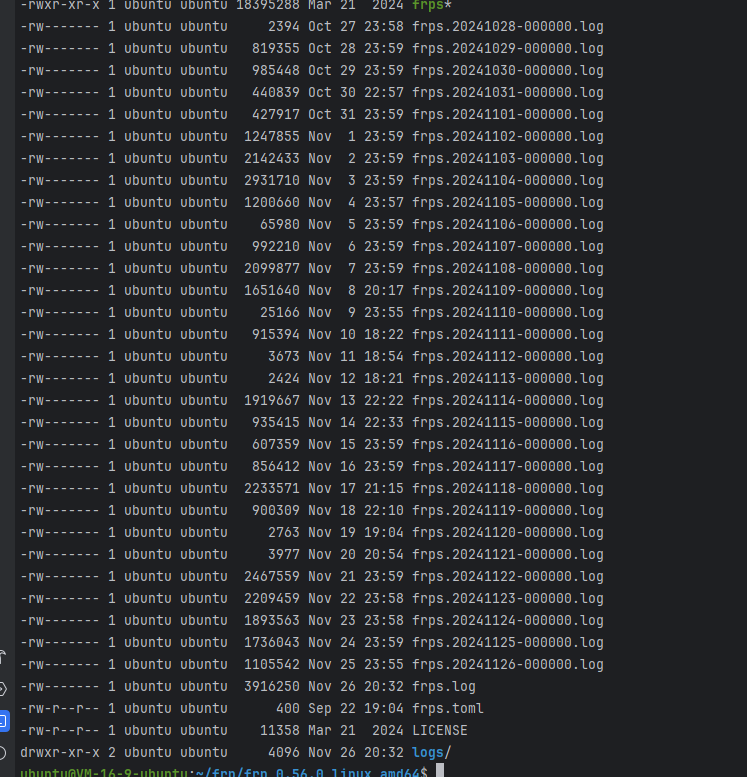 -rwxr-xr-x 1 ubuntu ubuntu 18395288 Mar 21  2024 frps*
-rw------- 1 ubuntu ubuntu     2394 Oct 27 23:58 frps.20241028-000000.log
-rw------- 1 ubuntu ubuntu   819355 Oct 28 23:59 frps.20241029-000000.log
-rw------- 1 ubuntu ubuntu   985448 Oct 29 23:59 frps.20241030-000000.log
-rw------- 1 ubuntu ubuntu   440839 Oct 30 22:57 frps.20241031-000000.log
-rw------- 1 ubuntu ubuntu   427917 Oct 31 23:59 frps.20241101-000000.log
-rw------- 1 ubuntu ubuntu  1247855 Nov  1 23:59 frps.20241102-000000.log
-rw------- 1 ubuntu ubuntu  2142433 Nov  2 23:59 frps.20241103-000000.log
-rw------- 1 ubuntu ubuntu  2931710 Nov  3 23:59 frps.20241104-000000.log
-rw------- 1 ubuntu ubuntu  1200660 Nov  4 23:57 frps.20241105-000000.log
-rw------- 1 ubuntu ubuntu    65980 Nov  5 23:59 frps.20241106-000000.log
-rw------- 1 ubuntu ubuntu   992210 Nov  6 23:59 frps.20241107-000000.log
-rw------- 1 ubuntu ubuntu  2099877 Nov  7 23:59 frps.20241108-000000.log
-rw------- 1 ubuntu ubuntu  1651640 Nov  8 20:17 frps.20241109-000000.log
-rw------- 1 ubuntu ubuntu    25166 Nov  9 23:55 frps.20241110-000000.log
-rw------- 1 ubuntu ubuntu   915394 Nov 10 18:22 frps.20241111-000000.log
-rw------- 1 ubuntu ubuntu     3673 Nov 11 18:54 frps.20241112-000000.log
-rw------- 1 ubuntu ubuntu     2424 Nov 12 18:21 frps.20241113-000000.log
-rw------- 1 ubuntu ubuntu  1919667 Nov 13 22:22 frps.20241114-000000.log
-rw------- 1 ubuntu ubuntu   935415 Nov 14 22:33 frps.20241115-000000.log
-rw------- 1 ubuntu ubuntu   607359 Nov 15 23:59 frps.20241116-000000.log
-rw------- 1 ubuntu ubuntu   856412 Nov 16 23:59 frps.20241117-000000.log
-rw------- 1 ubuntu ubuntu  2233571 Nov 17 21:15 frps.20241118-000000.log
-rw------- 1 ubuntu ubuntu   900309 Nov 18 22:10 frps.20241119-000000.log
-rw------- 1 ubuntu ubuntu     2763 Nov 19 19:04 frps.20241120-000000.log
-rw------- 1 ubuntu ubuntu     3977 Nov 20 20:54 frps.20241121-000000.log
-rw------- 1 ubuntu ubuntu  2467559 Nov 21 23:59 frps.20241122-000000.log
-rw------- 1 ubuntu ubuntu  2209459 Nov 22 23:58 frps.20241123-000000.log
-rw------- 1 ubuntu ubuntu  1893563 Nov 23 23:58 frps.20241124-000000.log
-rw------- 1 ubuntu ubuntu  1736043 Nov 24 23:59 frps.20241125-000000.log
-rw------- 1 ubuntu ubuntu  1105542 Nov 25 23:55 frps.20241126-000000.log
-rw------- 1 ubuntu ubuntu  3916250 Nov 26 20:32 frps.log
-rw-r--r-- 1 ubuntu ubuntu      400 Sep 22 19:04 frps.toml
-rw-r--r-- 1 ubuntu ubuntu    11358 Mar 21  2024 LICENSE
drwxr-xr-x 2 ubuntu ubuntu     4096 Nov 26 20:32 logs/
ubuntu@VM-16-9-ubuntu:~/frp/frp_0.56.0_linux_amd64$